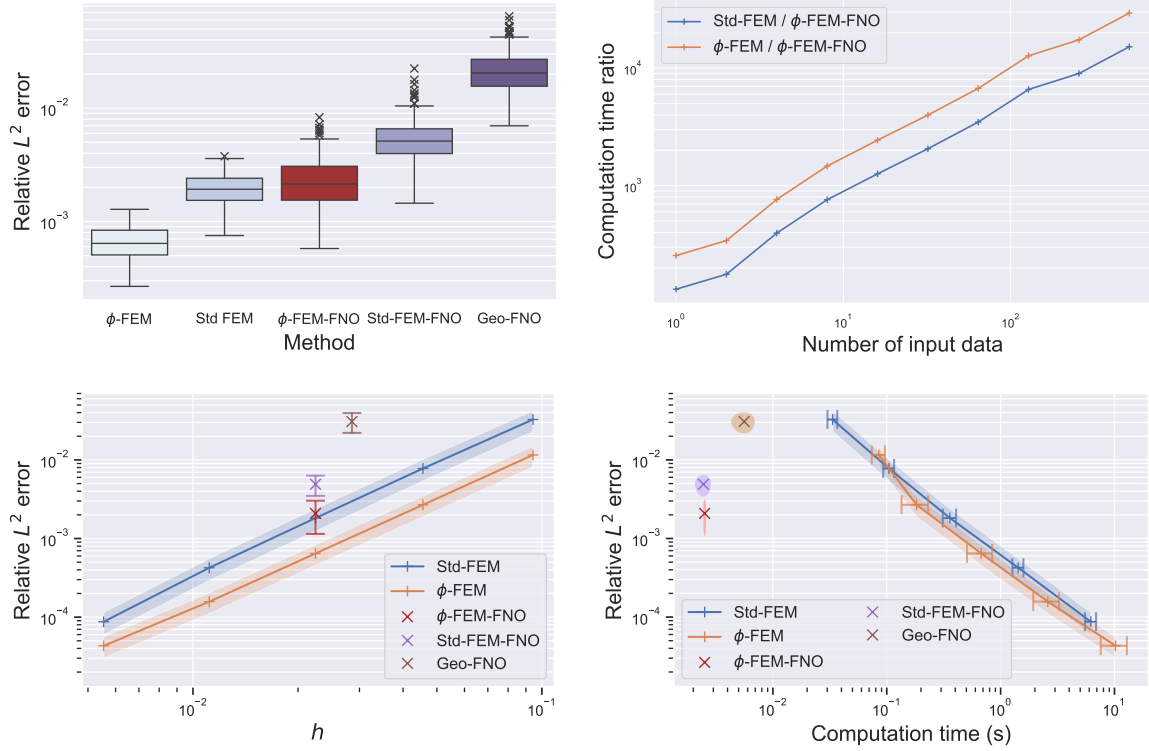 Relative L² error
10⁻²
10⁻³
ϕ-FEM
Std FEM
ϕ-FEM-FNO
Std-FEM-FNO
Geo-FNO
Method
Computation time ratio
Std-FEM / ϕ-FEM-FNO
ϕ-FEM / ϕ-FEM-FNO
10⁴
10³
10⁰
10¹
10²
Number of input data
Relative L² error
10⁻¹
10⁻²
10⁻³
10⁻⁴
Std-FEM
ϕ-FEM
ϕ-FEM-FNO
Std-FEM-FNO
Geo-FNO
10⁻²
10⁻¹
h
Relative L² error
10⁻¹
10⁻²
10⁻³
10⁻⁴
Std-FEM
ϕ-FEM
ϕ-FEM-FNO
Std-FEM-FNO
Geo-FNO
10⁻²
10⁻¹
10⁰
10¹
Computation time (s)